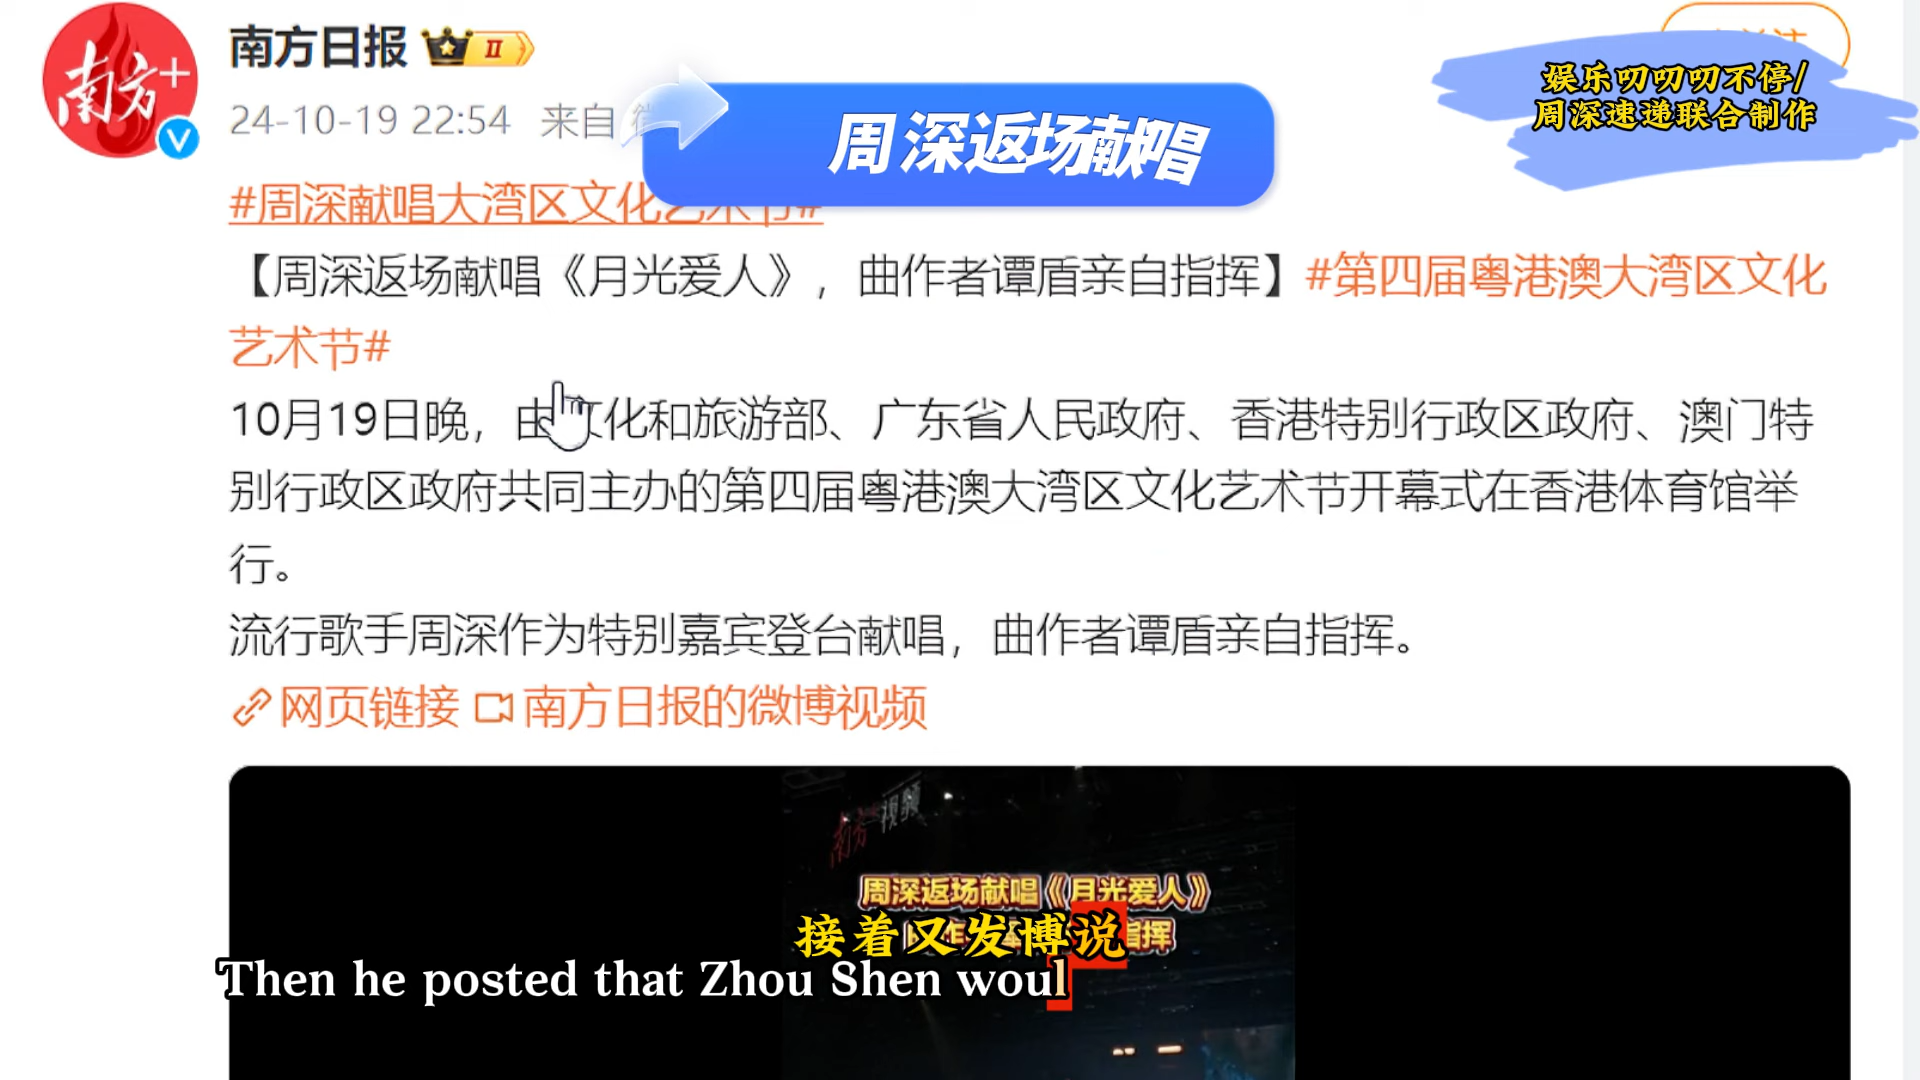 南方+
南方日报
II
24-10-19 22:54 来自
周深返场献唱
娱乐叨叨叨不停/
周深速递联合制作
#周深献唱大湾区文化艺术节#
【周深返场献唱《月光爱人》，曲作者谭盾亲自指挥】#第四届粤港澳大湾区文化
艺术节#
10月19日晚，由文化和旅游部、广东省人民政府、香港特别行政区政府、澳门特
别行政区政府共同主办的第四届粤港澳大湾区文化艺术节开幕式在香港体育馆举
行。
流行歌手周深作为特别嘉宾登台献唱，曲作者谭盾亲自指挥。
网页链接 南方日报的微博视频
南方+视频
周深返场献唱《月光爱人》
指挥
接着又发博说
Then he posted that Zhou Shen woul